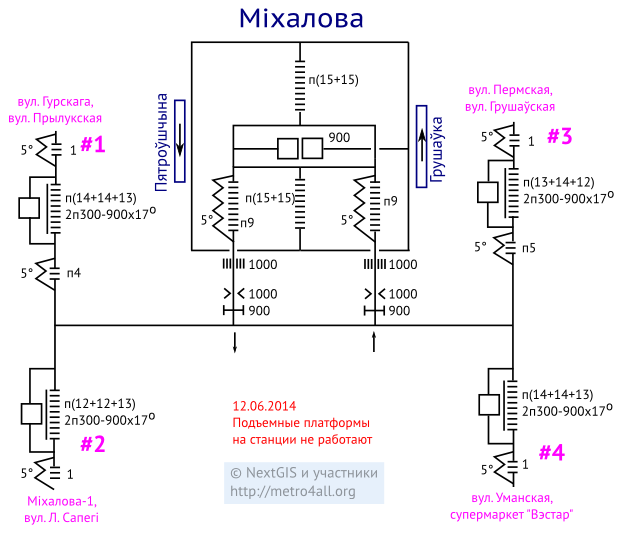 Міхалова
вул. Гурскага,
вул. Прылукская
#1
5°
1
п(14+14+13)
2п300-900x17°
5°
п4
Пятроўшчына
п(15+15)
900
п(15+15)
5°
п9
5°
п9
Грушаўка
1000
1000
1000
1000
900
900
вул. Пермская,
вул. Грушаўская
#3
5°
1
п(13+14+12)
2п300-900x17°
5°
п5
п(12+12+13)
2п300-900x17°
#2
5°
1
Міхалова-1,
вул. Л. Сапегі
12.06.2014
Подъемные платформы
на станции не работают
© NextGIS и участники
http://metro4all.org
п(14+14+13)
2п300-900x17°
#4
5°
1
вул. Уманская,
супермаркет "Вэстар"